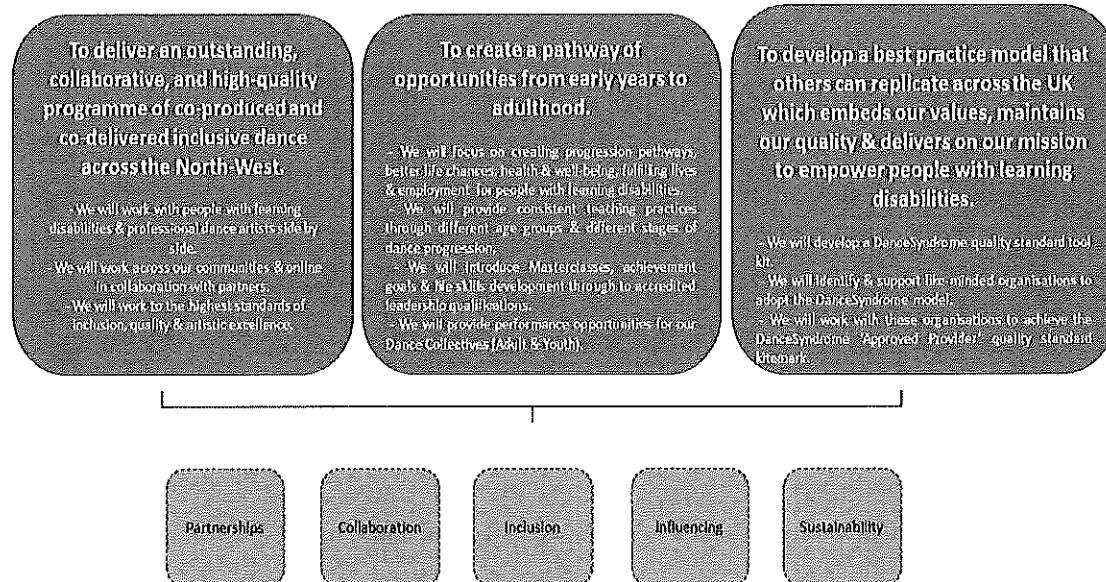 To deliver an outstanding,
collaborative, and high-quality
programme of co-produced and
co-delivered inclusive dance
across the North-West.
- We will work with people with learning
disabilities & professional dance artists side by
side.
- We will work across our communities & online
in collaboration with partners.
- We will work to the highest standards of
inclusion, quality & artistic excellence.
To create a pathway of
opportunities from early years to
adulthood.
- We will focus on creating progression pathways,
better life chances, health & well-being, fulfilling lives
& employment for people with learning disabilities.
- We will provide consistent teaching practices
through different age groups & different stages of
dance progression.
- We will introduce Masterclasses, achievement
goals & life skills development through to accredited
leadership qualifications.
- We will provide performance opportunities for our
Dance Collectives (Adult & Youth).
To develop a best practice model that
others can replicate across the UK
which embeds our values, maintains
our quality & delivers on our mission
to empower people with learning
disabilities.
- We will develop a DanceSyndrome quality standard tool
kit.
- We will identify & support like-minded organisations to
adopt the DanceSyndrome model.
- We will work with these organisations to achieve the
DanceSyndrome "Approved Provider" quality standard
kitemark.
Partnerships
Collaboration
Inclusion
Influencing
Sustainability